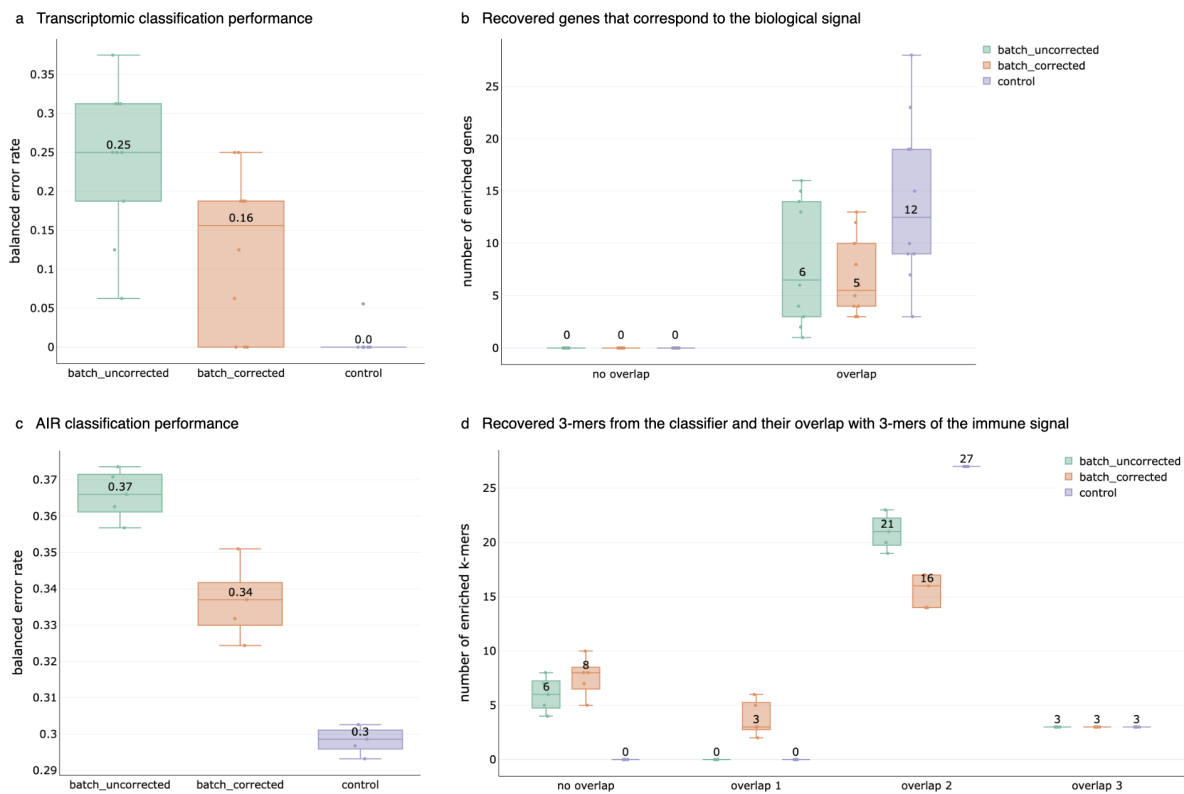 a Transcriptomic classification performance
balanced error rate
0.35
0.3
0.25
0.2
0.15
0.1
0.05
0
0.25
0.16
0.0
batch_uncorrected
batch_corrected
control
b Recovered genes that correspond to the biological signal
number of enriched genes
25
20
15
10
5
0
0
0
0
6
5
12
no overlap
overlap
batch_uncorrected
batch_corrected
control
c AIR classification performance
balanced error rate
0.37
0.36
0.35
0.34
0.33
0.32
0.31
0.3
0.29
0.37
0.34
0.3
batch_uncorrected
batch_corrected
control
d Recovered 3-mers from the classifier and their overlap with 3-mers of the immune signal
number of enriched k-mers
25
20
15
10
5
0
6
8
0
0
3
0
21
16
27
3
3
3
no overlap
overlap 1
overlap 2
overlap 3
batch_uncorrected
batch_corrected
control